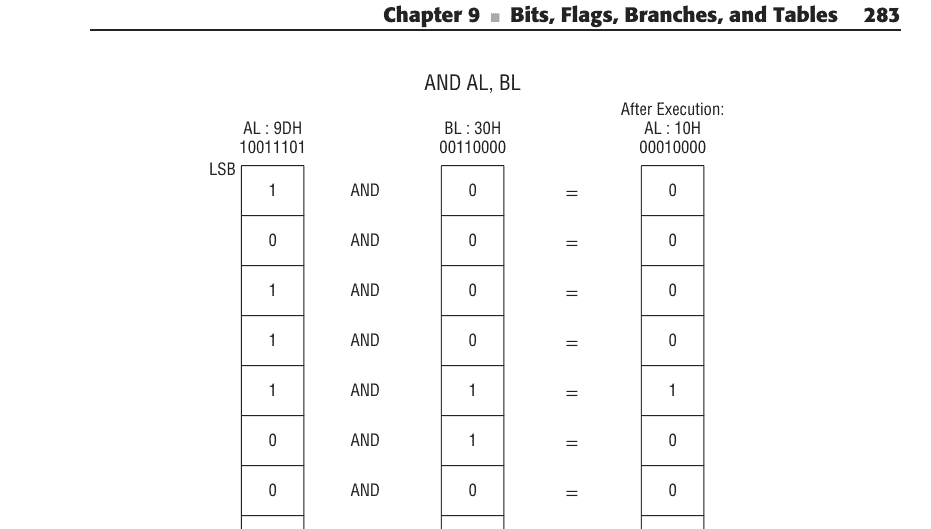 Chapter 9 ■ Bits, Flags, Branches, and Tables 283
AND AL, BL
After Execution:
AL : 9DH BL : 30H AL : 10H
10011101 00110000 00010000
LSB
1 AND 0 = 0
0 AND 0 = 0
1 AND 0 = 0
1 AND 0 = 0
1 AND 1 = 1
0 AND 1 = 0
0 AND 0 = 0